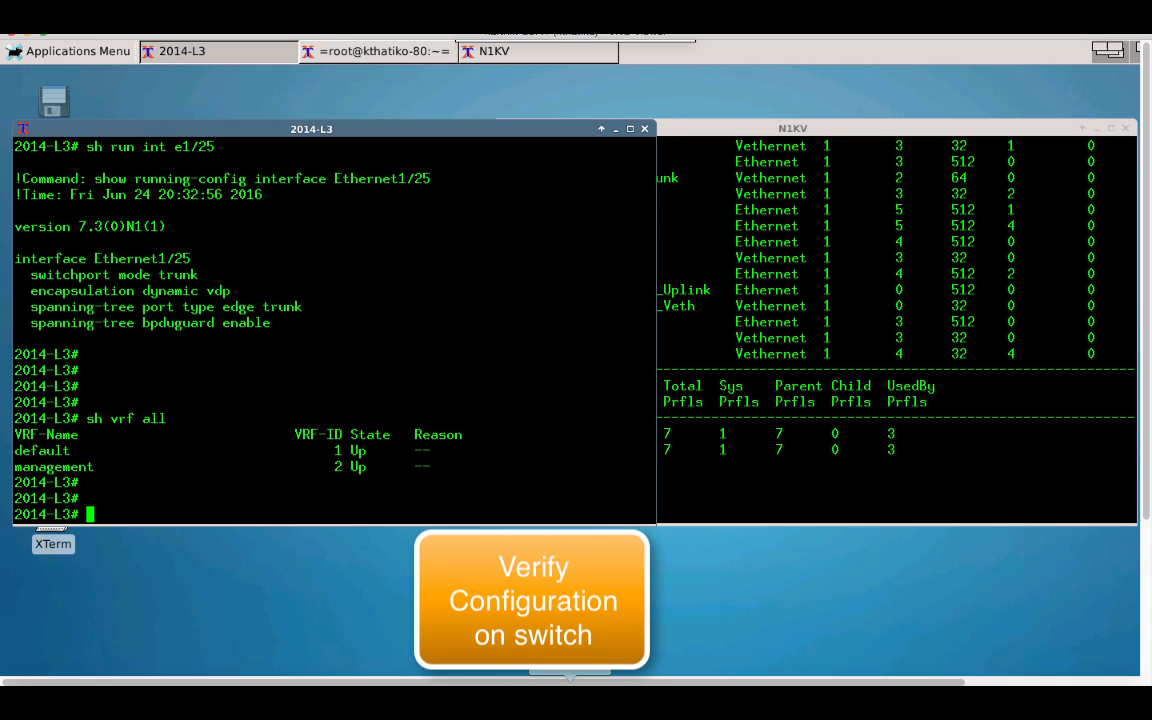 Applications Menu
2014-L3
=root@kthatiko-80:~=
N1KV
2014-L3
2014-L3# sh run int e1/25
!Command: show running-config interface Ethernet1/25
!Time: Fri Jun 24 20:32:56 2016
version 7.3(0)N1(1)
interface Ethernet1/25
switchport mode trunk
encapsulation dynamic vdp
spanning-tree port type edge trunk
spanning-tree bpduguard enable
2014-L3#
2014-L3#
2014-L3#
2014-L3#
2014-L3# sh vrf all
VRF-Name VRF-ID State Reason
default 1 Up --
management 2 Up --
2014-L3#
2014-L3#
2014-L3#
N1KV
Vethernet 1 3 32 1 0
Ethernet 1 3 512 0 0
unk Vethernet 1 2 64 0 0
Vethernet 1 3 32 2 0
Ethernet 1 5 512 1 0
Ethernet 1 5 512 4 0
Ethernet 1 4 512 0 0
Vethernet 1 3 32 0 0
Ethernet 1 4 512 2 0
_Uplink Ethernet 1 0 512 0 0
_Veth Vethernet 1 0 32 0 0
Ethernet 1 3 512 0 0
Vethernet 1 3 32 0 0
Vethernet 1 4 32 4 0
Total Sys Parent Child UsedBy
Prfls Prfls Prfls Prfls Prfls
7 1 7 0 3
7 1 7 0 3
XTerm
Verify
Configuration
on switch